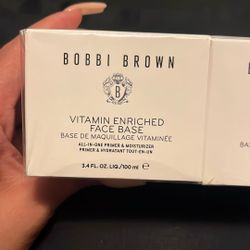 BOBBI BROWN
B
VITAMIN ENRICHED
FACE BASE
BASE DE MAQUILLAGE VITAMINÉE
ALL-IN-ONE PRIMER & MOISTURIZER
PRIMER & HYDRATANT TOUT-EN-UN
3.4 FL. OZ. LIQ./100 ml ℮